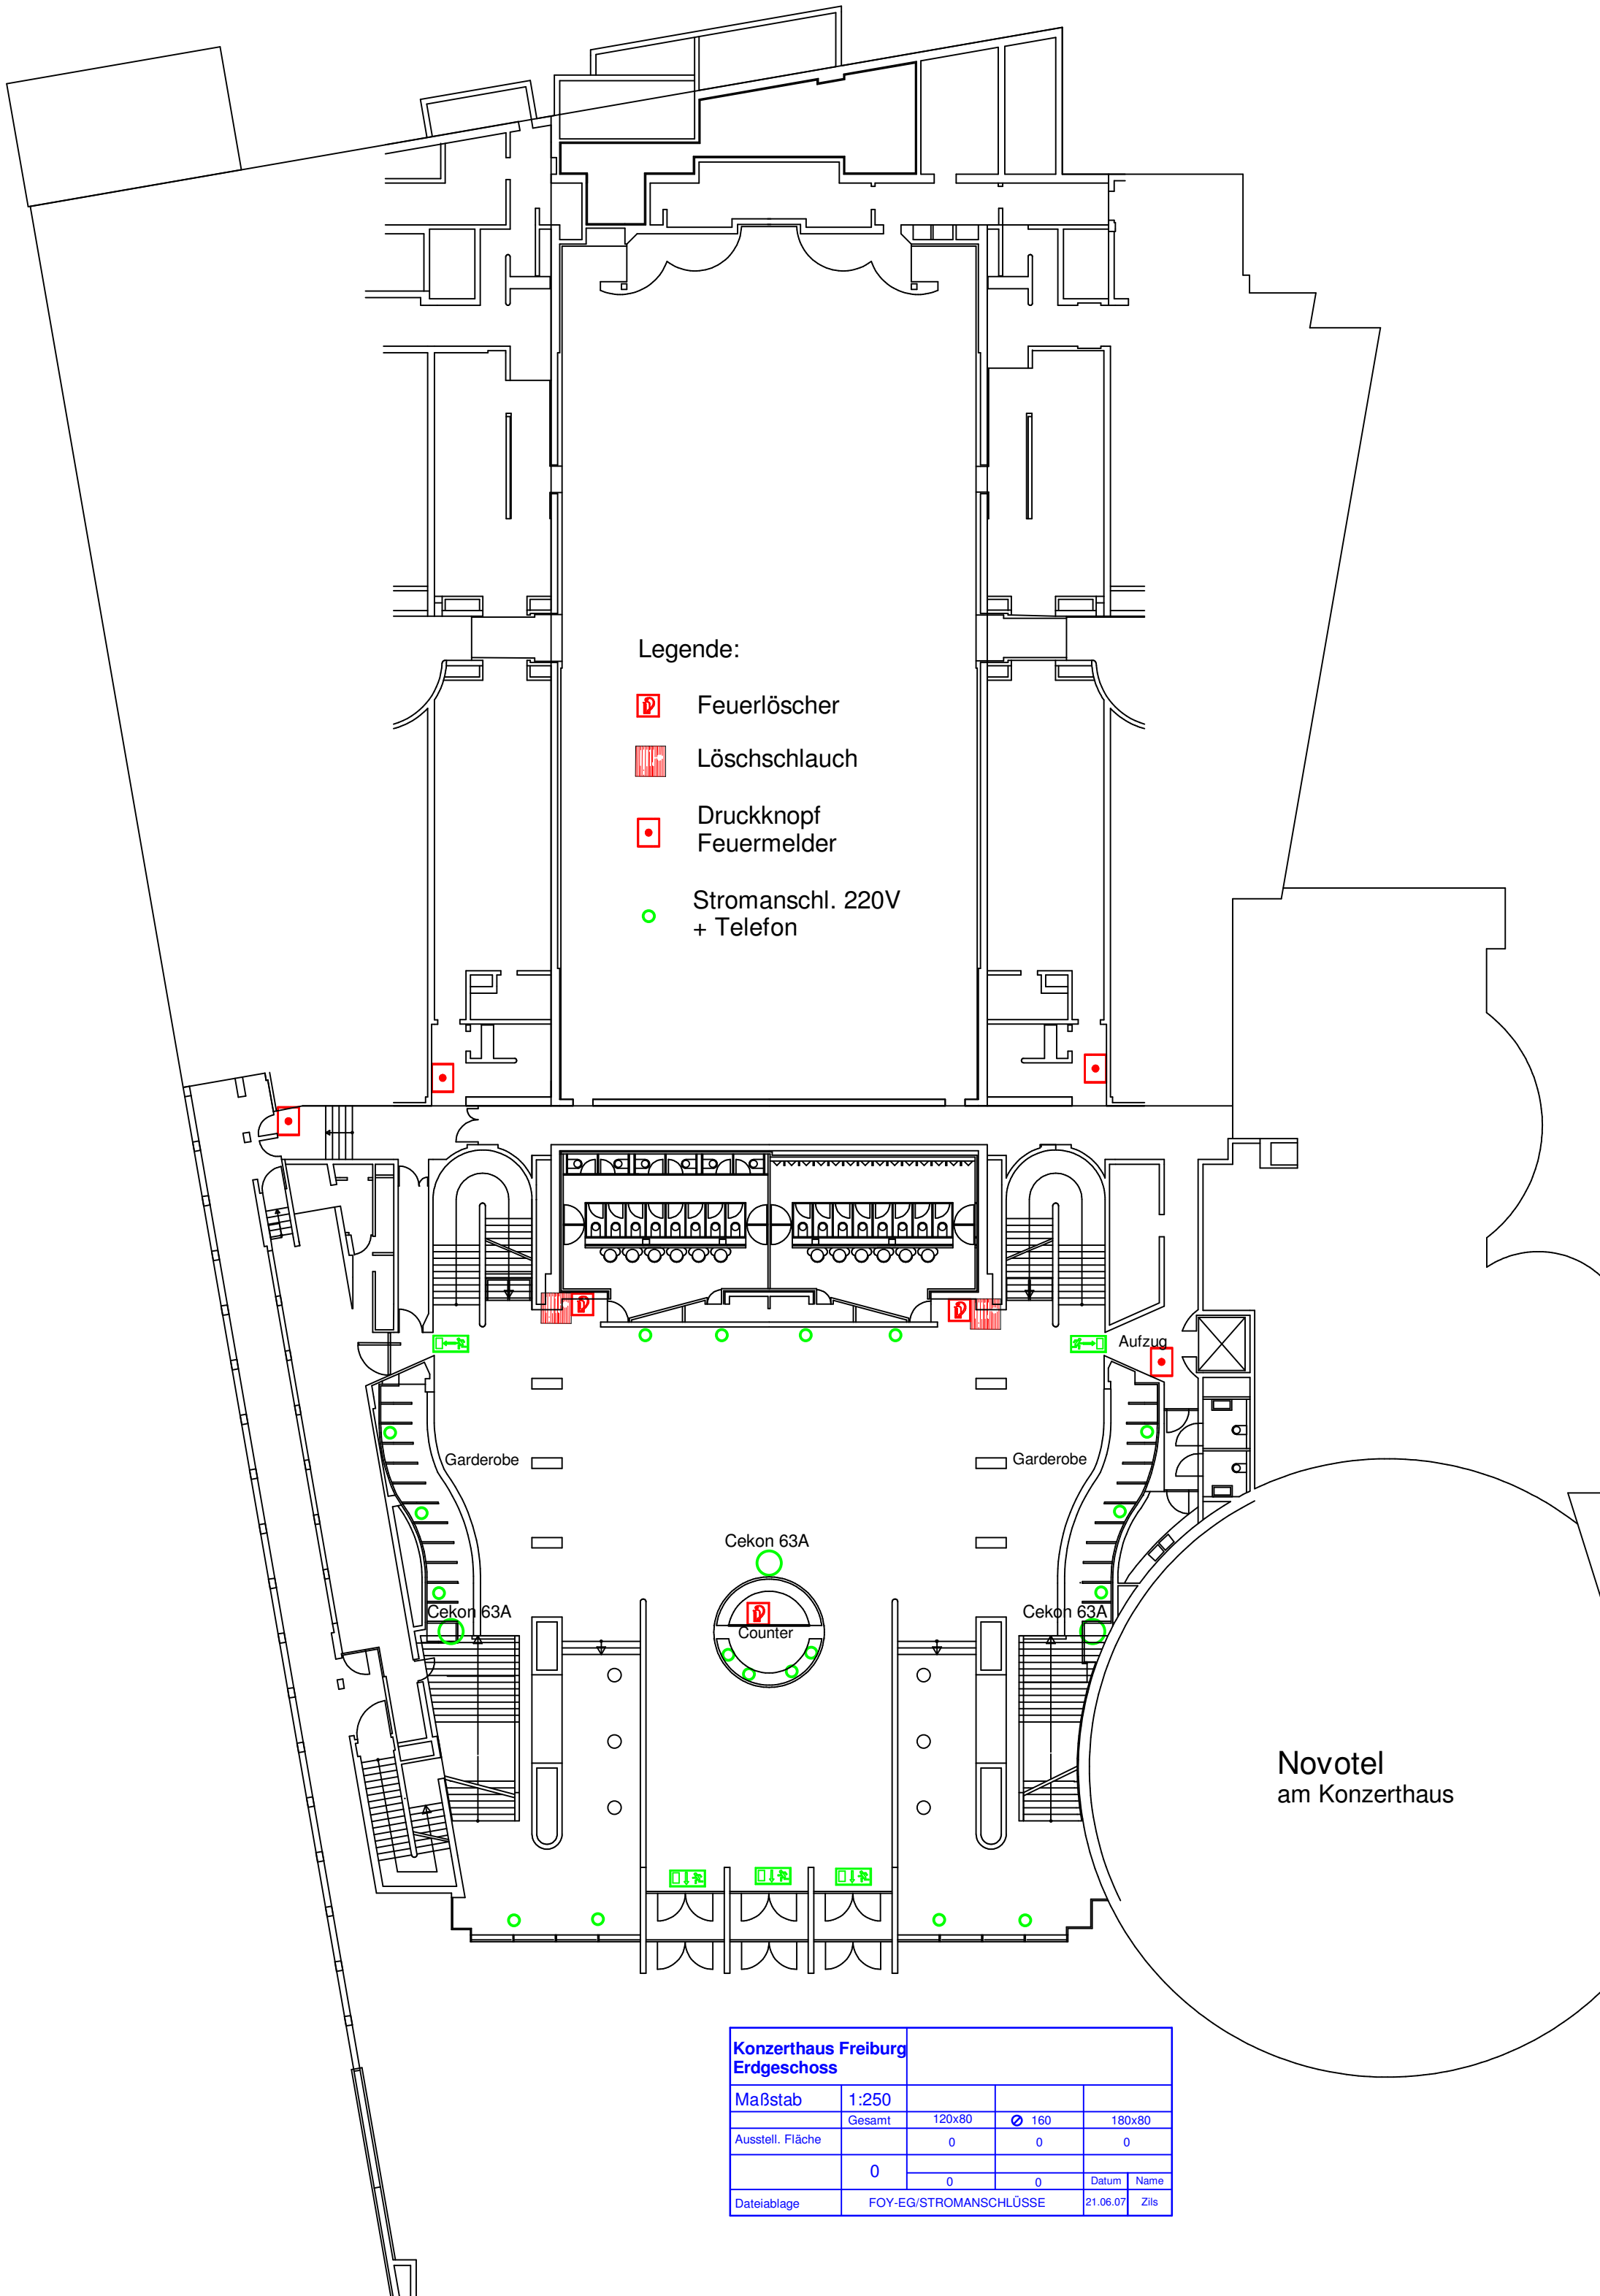 Legende:
Feuerlöscher
Löschschlauch
Druckknopf
Feuermelder
Stromanschl. 220V
+ Telefon
Aufzug
Garderobe
Garderobe
Cekon 63A
Cekon 63A
Cekon 63A
Counter
Novotel
am Konzerthaus
Konzerthaus Freiburg
Erdgeschoss
Maßstab 1:250
Gesamt 120x80 160 180x80
Ausstell. Fläche 0 0 0
0 0 0 Datum Name
Dateiablage FOY-EG/STROMANSCHLÜSSE 21.06.07 Zils